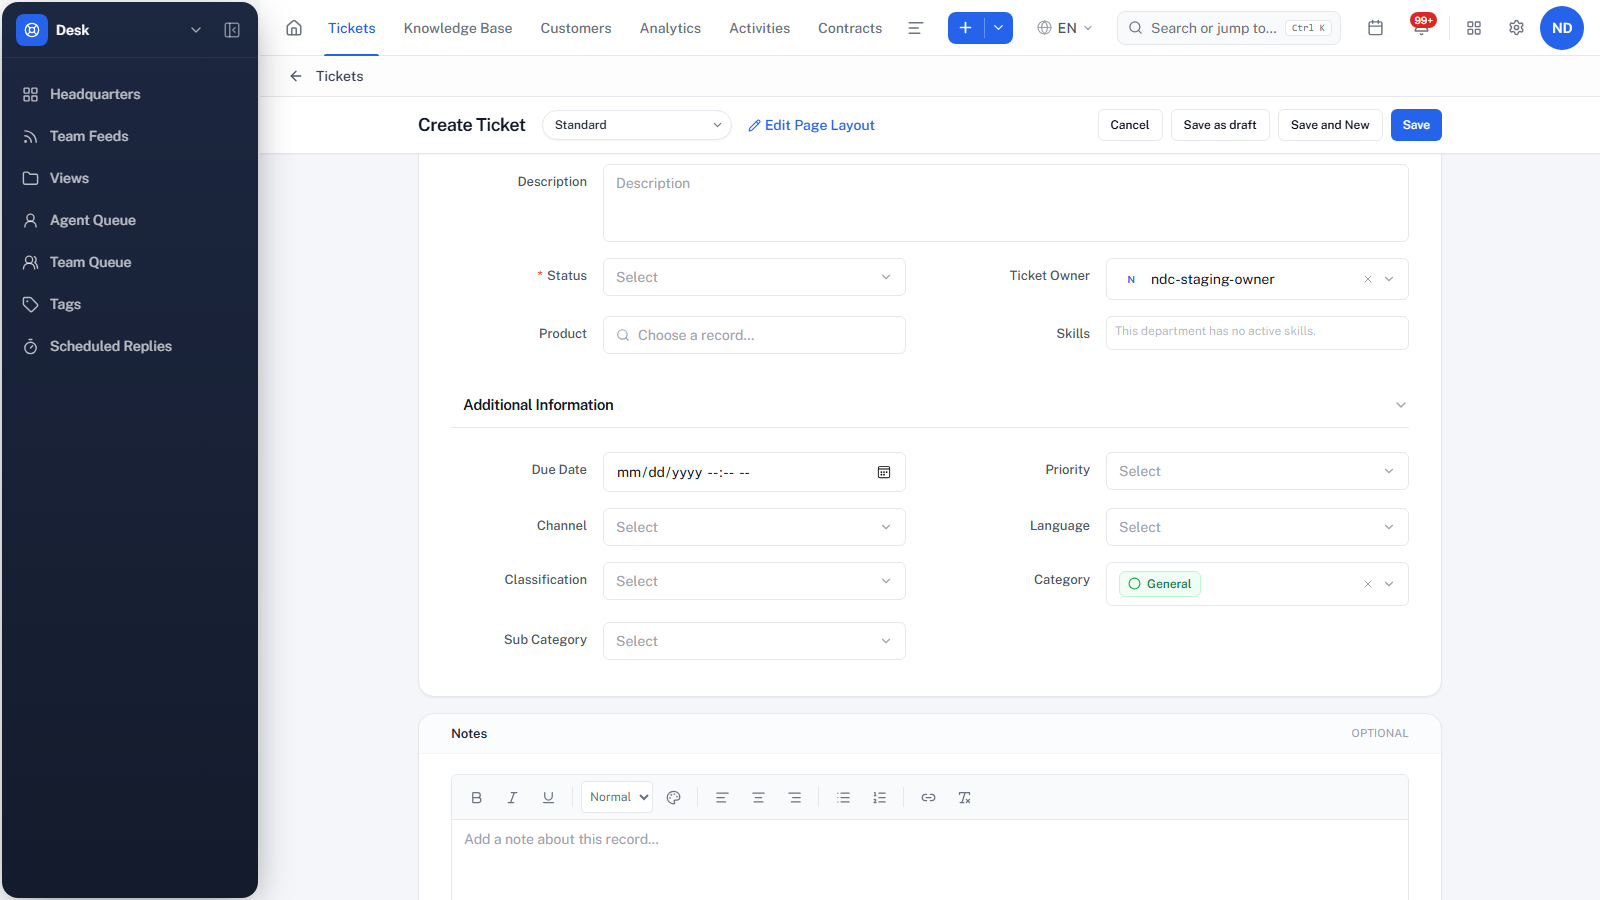 Desk
Headquarters
Team Feeds
Views
Agent Queue
Team Queue
Tags
Scheduled Replies
Tickets
Knowledge Base
Customers
Analytics
Activities
Contracts
EN
Search or jump to...
Ctrl K
99+
ND
Tickets
Create Ticket
Standard
Edit Page Layout
Cancel
Save as draft
Save and New
Save
Description
Description
* Status
Select
Ticket Owner
N ndc-staging-owner
Product
Choose a record...
Skills
This department has no active skills.
Additional Information
Due Date
mm/dd/yyyy --:-- --
Priority
Select
Channel
Select
Language
Select
Classification
Select
Category
General
Sub Category
Select
Notes
OPTIONAL
B I U Normal
Add a note about this record...